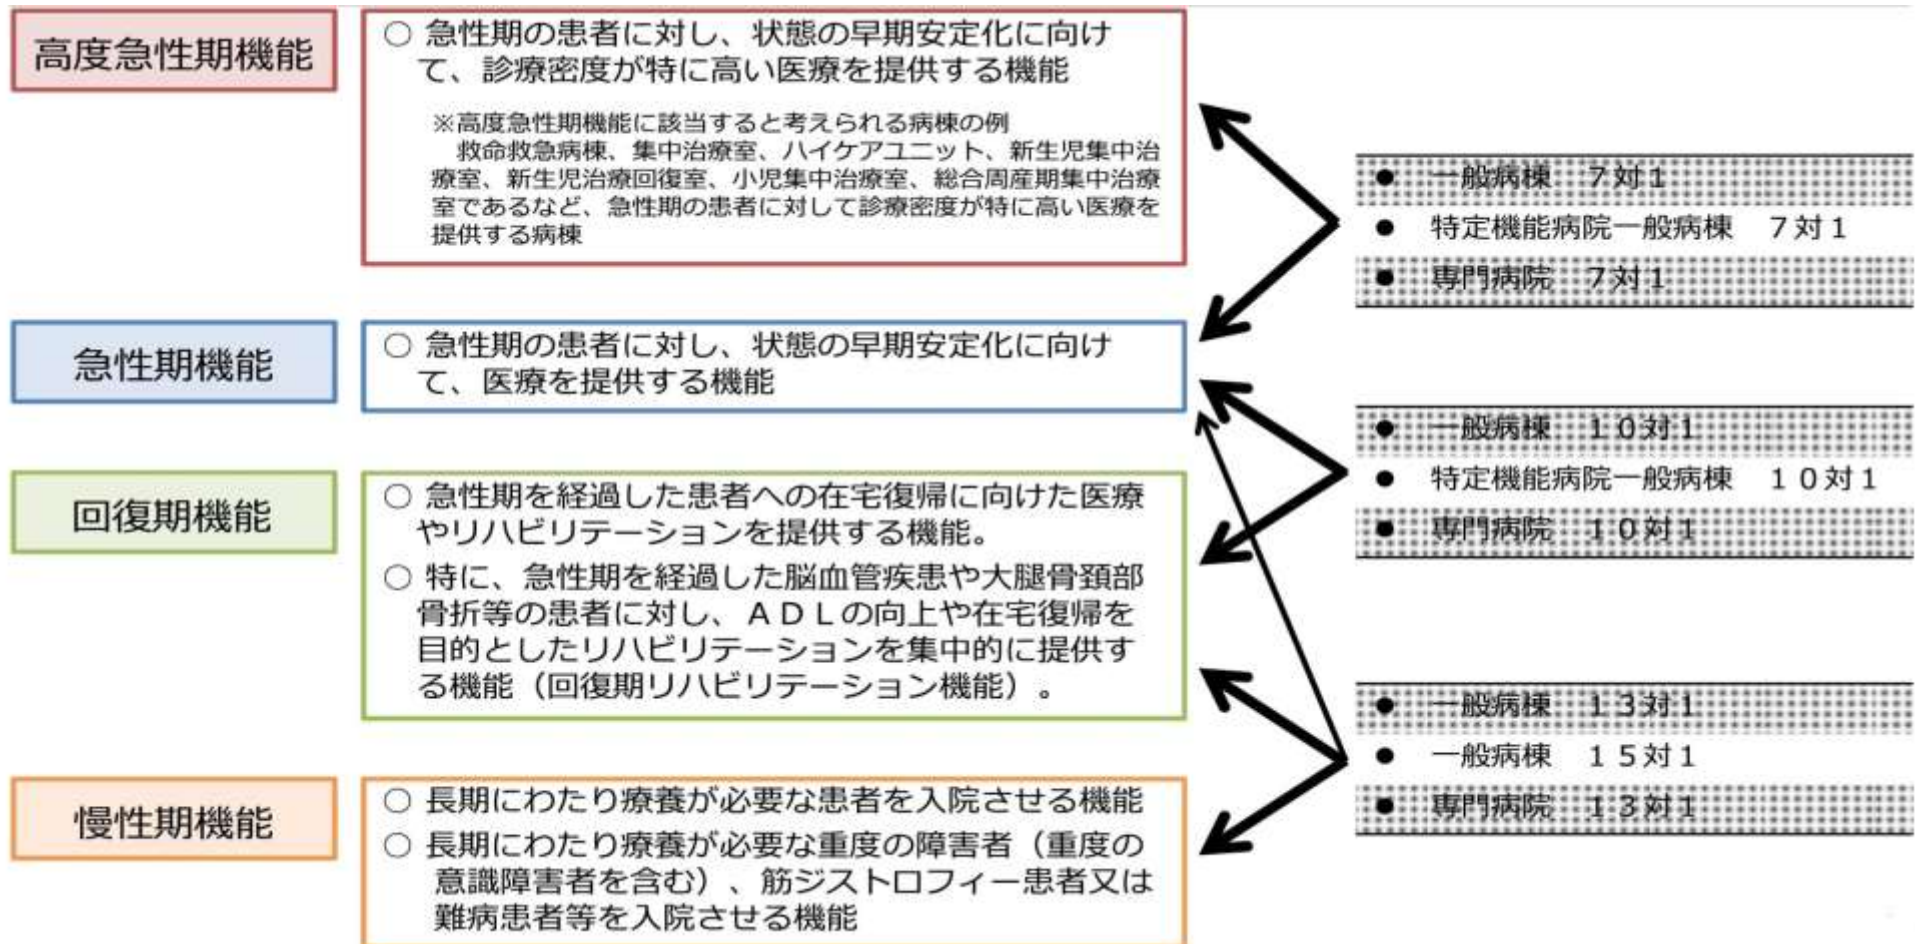 高度急性期機能
○ 急性期の患者に対し、状態の早期安定化に向け
て、診療密度が特に高い医療を提供する機能
※高度急性期機能に該当すると考えられる病棟の例
救命救急病棟、集中治療室、ハイケアユニット、新生児集中治
療室、新生児治療回復室、小児集中治療室、総合周産期集中治療
室であるなど、急性期の患者に対して診療密度が特に高い医療を
提供する病棟
急性期機能
○ 急性期の患者に対し、状態の早期安定化に向け
て、医療を提供する機能
回復期機能
○ 急性期を経過した患者への在宅復帰に向けた医療
やリハビリテーションを提供する機能。
○ 特に、急性期を経過した脳血管疾患や大腿骨頚部
骨折等の患者に対し、ＡＤＬの向上や在宅復帰を
目的としたリハビリテーションを集中的に提供す
る機能（回復期リハビリテーション機能）。
慢性期機能
○ 長期にわたり療養が必要な患者を入院させる機能
○ 長期にわたり療養が必要な重度の障害者（重度の
意識障害者を含む）、筋ジストロフィー患者又は
難病患者等を入院させる機能
● 一般病棟　７対１
● 特定機能病院一般病棟　７対１
● 専門病院　７対１
● 一般病棟　１０対１
● 特定機能病院一般病棟　１０対１
● 専門病院　１０対１
● 一般病棟　１３対１
● 一般病棟　１５対１
● 専門病院　１３対１